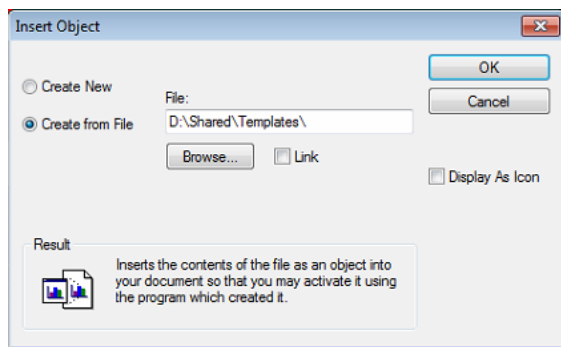 Insert Object
Create New
OK
File:
Cancel
Create from File
D:\Shared\Templates\
Browse...
Link
Display As Icon
Result
Inserts the contents of the file as an object into
your document so that you may activate it using
the program which created it.